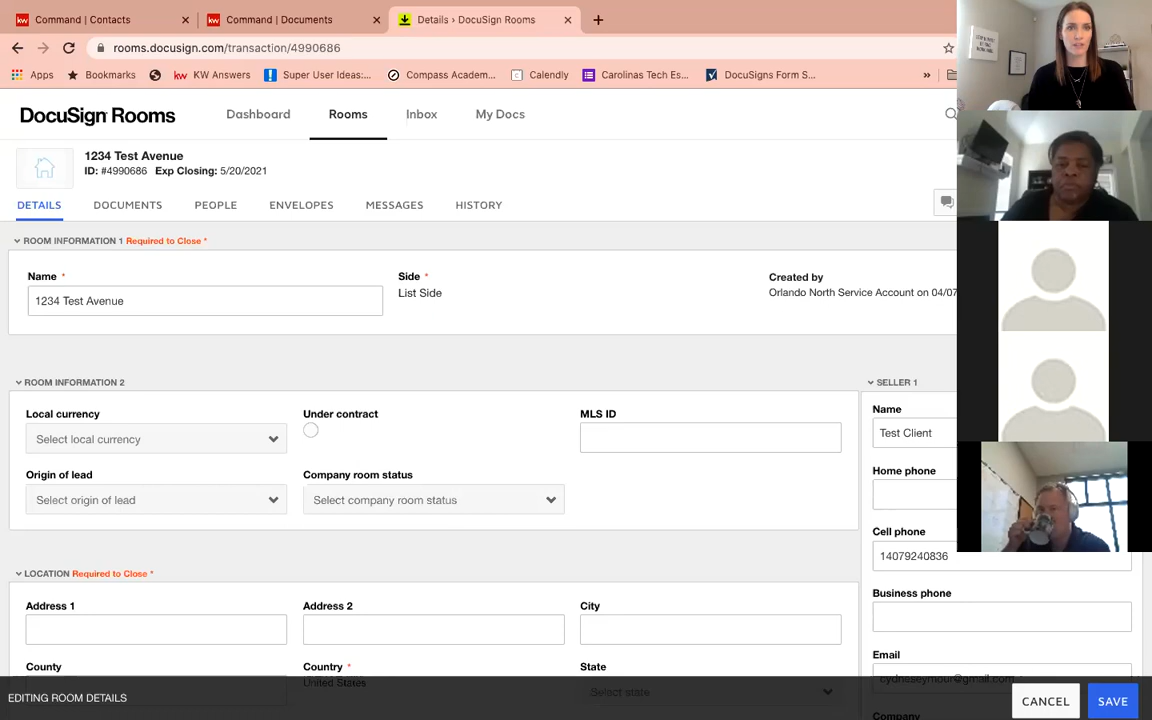 Command | Contacts
Command | Documents
Details › DocuSign Rooms
rooms.docusign.com/transaction/4990686
Apps
Bookmarks
kw KW Answers
Super User Ideas:...
Compass Academ...
Calendly
Carolinas Tech Es...
DocuSigns Form S...
»
DocuSign Rooms
Dashboard
Rooms
Inbox
My Docs
1234 Test Avenue
ID: #4990686 Exp Closing: 5/20/2021
DETAILS
DOCUMENTS
PEOPLE
ENVELOPES
MESSAGES
HISTORY
ROOM INFORMATION 1 Required to Close *
Name *
Side *
Created by
1234 Test Avenue
List Side
Orlando North Service Account on 04/07
ROOM INFORMATION 2
SELLER 1
Local currency
Under contract
MLS ID
Name
Select local currency
Test Client
Origin of lead
Company room status
Home phone
Select origin of lead
Select company room status
Cell phone
14079240836
LOCATION Required to Close *
Business phone
Address 1
Address 2
City
Email
County
Country *
State
United States
Select state
cydneseymour@gmail.com
EDITING ROOM DETAILS
CANCEL
SAVE
Company